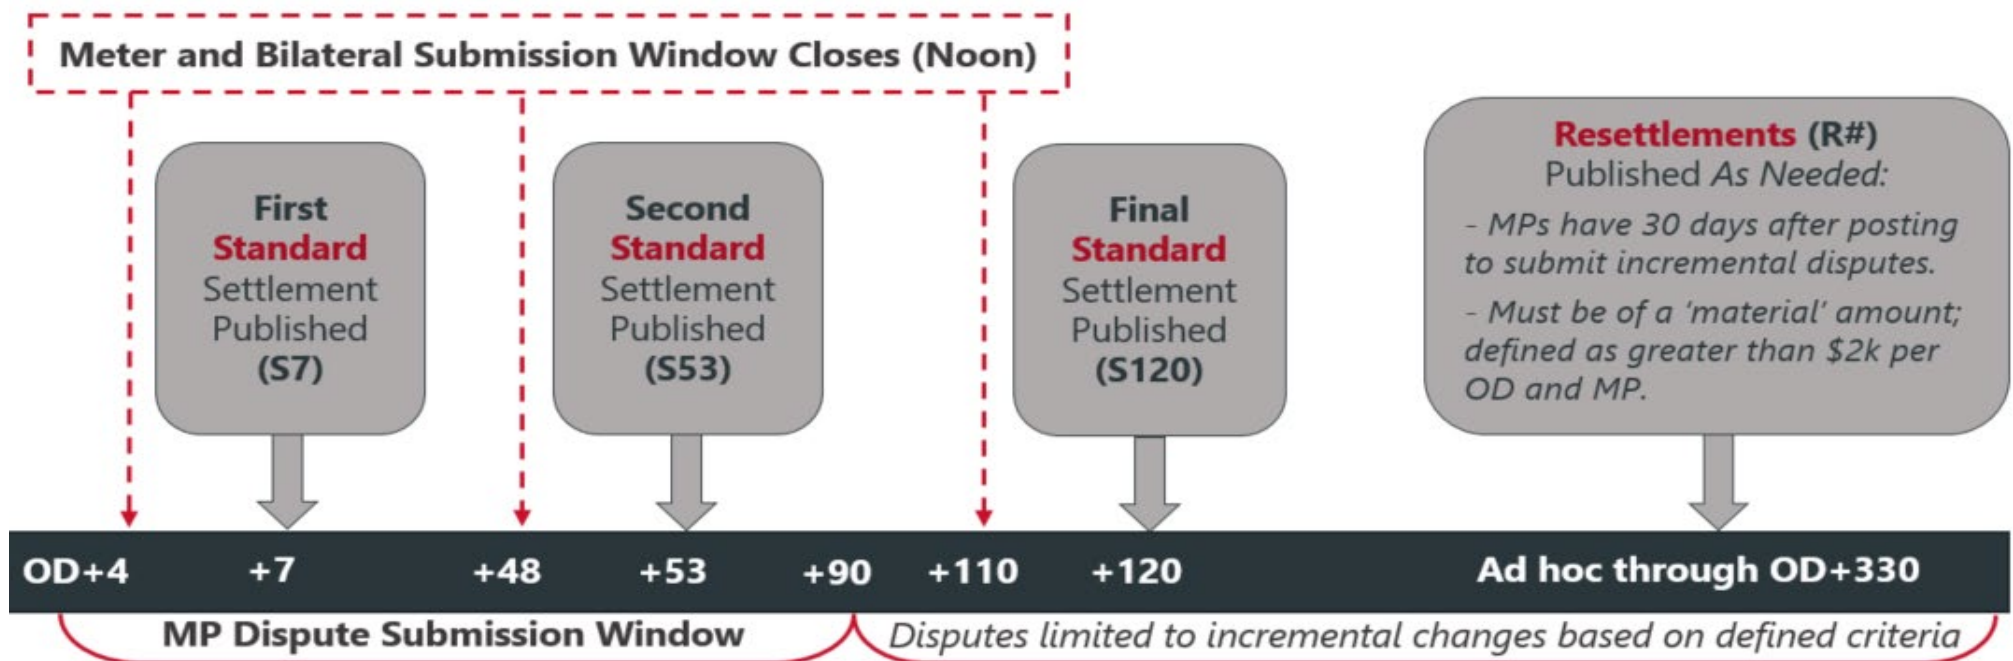 Meter and Bilateral Submission Window Closes (Noon)
First
Standard
Settlement
Published
(S7)
Second
Standard
Settlement
Published
(S53)
Final
Standard
Settlement
Published
(S120)
Resettlements (R#)
Published As Needed:
- MPs have 30 days after posting
to submit incremental disputes.
- Must be of a ‘material’ amount;
defined as greater than $2k per
OD and MP.
OD+4 +7 +48 +53 +90 +110 +120 Ad hoc through OD+330
MP Dispute Submission Window
Disputes limited to incremental changes based on defined criteria